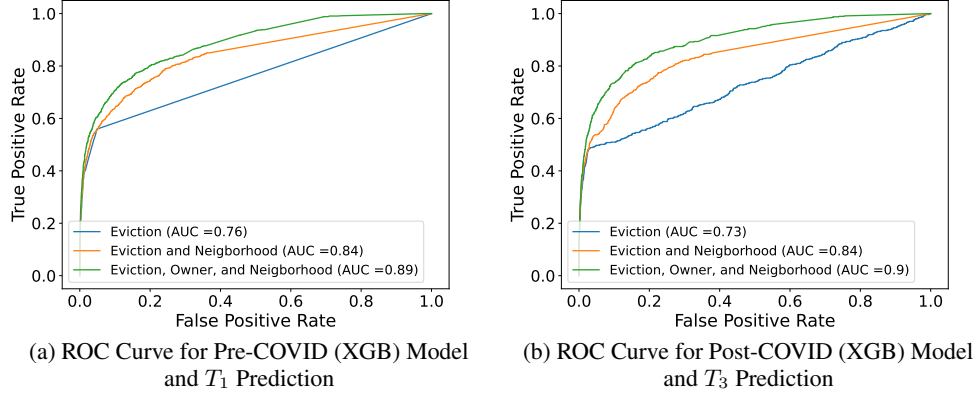 1.0
0.8
0.6
0.4
0.2
0.0
True Positive Rate
Eviction (AUC =0.76)
Eviction and Neigborhood (AUC =0.84)
Eviction, Owner, and Neigborhood (AUC =0.89)
0.0 0.2 0.4 0.6 0.8 1.0
False Positive Rate
(a) ROC Curve for Pre-COVID (XGB) Model
and T₁ Prediction
1.0
0.8
0.6
0.4
0.2
0.0
True Positive Rate
Eviction (AUC =0.73)
Eviction and Neigborhood (AUC =0.84)
Eviction, Owner, and Neigborhood (AUC =0.9)
0.0 0.2 0.4 0.6 0.8 1.0
False Positive Rate
(b) ROC Curve for Post-COVID (XGB) Model
and T₃ Prediction